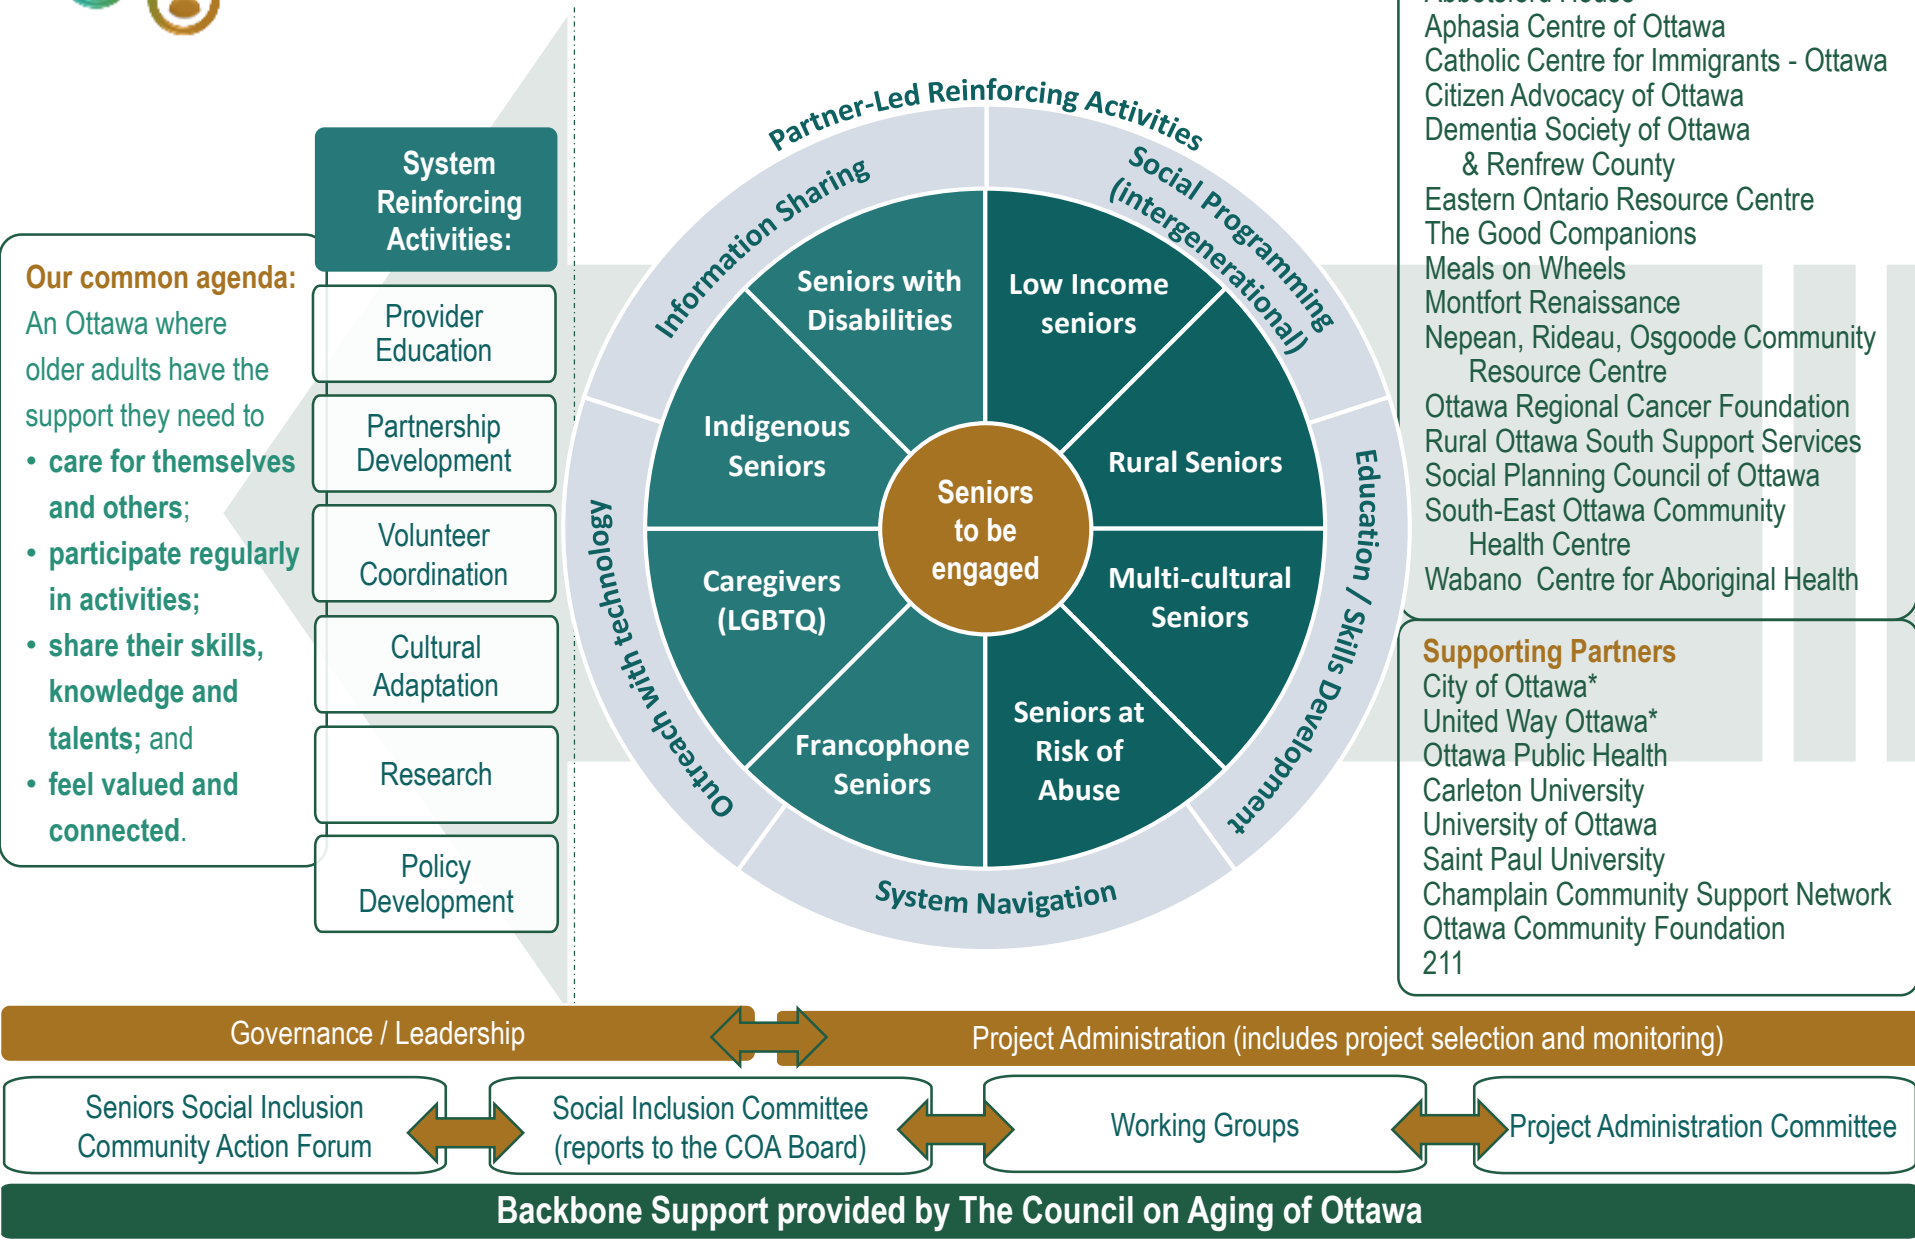 Our common agenda:
An Ottawa where
older adults have the
support they need to
• care for themselves
and others;
• participate regularly
in activities;
• share their skills,
knowledge and
talents; and
• feel valued and
connected.
System
Reinforcing
Activities:
Provider
Education
Partnership
Development
Volunteer
Coordination
Cultural
Adaptation
Research
Policy
Development
Partner-Led Reinforcing Activities
Information Sharing
Social Programming
(intergenerational)
Education / Skills Development
System Navigation
Outreach with technology
Seniors with
Disabilities
Low Income
seniors
Rural Seniors
Multi-cultural
Seniors
Seniors at
Risk of
Abuse
Francophone
Seniors
Caregivers
(LGBTQ)
Indigenous
Seniors
Seniors
to be
engaged
Aphasia Centre of Ottawa
Catholic Centre for Immigrants - Ottawa
Citizen Advocacy of Ottawa
Dementia Society of Ottawa
& Renfrew County
Eastern Ontario Resource Centre
The Good Companions
Meals on Wheels
Montfort Renaissance
Nepean, Rideau, Osgoode Community
Resource Centre
Ottawa Regional Cancer Foundation
Rural Ottawa South Support Services
Social Planning Council of Ottawa
South-East Ottawa Community
Health Centre
Wabano Centre for Aboriginal Health
Supporting Partners
City of Ottawa*
United Way Ottawa*
Ottawa Public Health
Carleton University
University of Ottawa
Saint Paul University
Champlain Community Support Network
Ottawa Community Foundation
211
Governance / Leadership
Project Administration (includes project selection and monitoring)
Seniors Social Inclusion
Community Action Forum
Social Inclusion Committee
(reports to the COA Board)
Working Groups
Project Administration Committee
Backbone Support provided by The Council on Aging of Ottawa